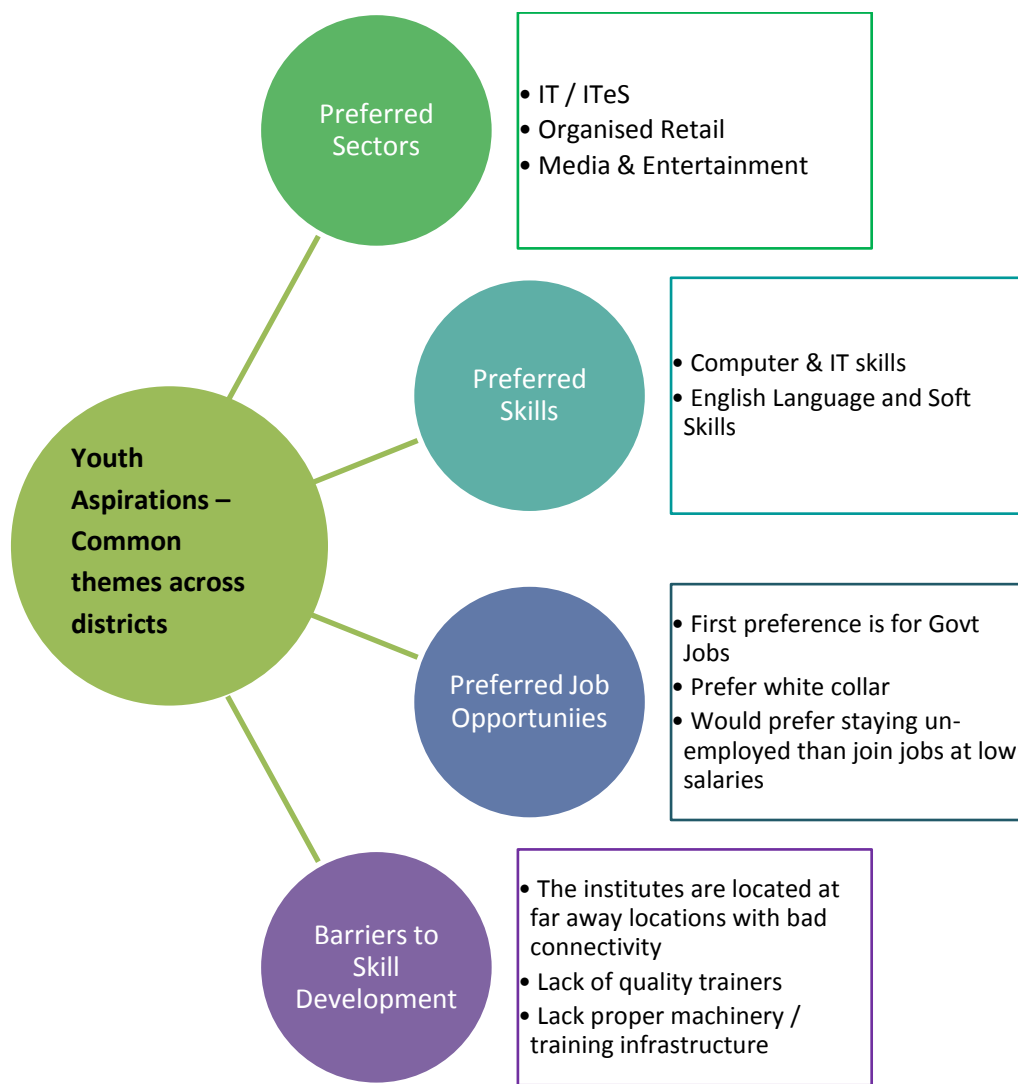 Preferred
Sectors
• IT / ITeS
• Organised Retail
• Media & Entertainment
Preferred
Skills
• Computer & IT skills
• English Language and Soft
Skills
Youth
Aspirations –
Common
themes across
districts
Preferred Job
Opportuniies
• First preference is for Govt
Jobs
• Prefer white collar
• Would prefer staying un-
employed than join jobs at low
salaries
Barriers to
Skill
Development
• The institutes are located at
far away locations with bad
connectivity
• Lack of quality trainers
• Lack proper machinery /
training infrastructure